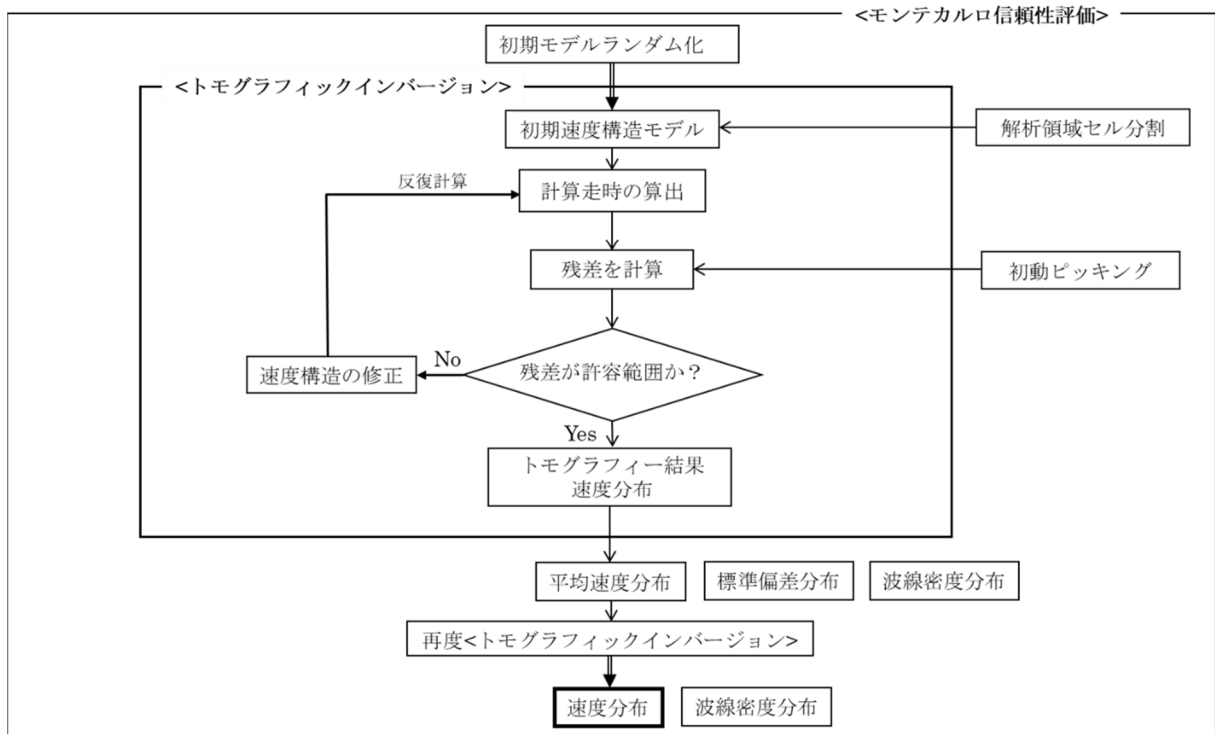 <モンテカルロ信頼性評価>
初期モデルランダム化
<トモグラフィックインバージョン>
初期速度構造モデル
解析領域セル分割
反復計算
計算走時の算出
残差を計算
初動ピッキング
残差が許容範囲か？
No
速度構造の修正
Yes
トモグラフィー結果
速度分布
平均速度分布
標準偏差分布
波線密度分布
再度<トモグラフィックインバージョン>
速度分布
波線密度分布